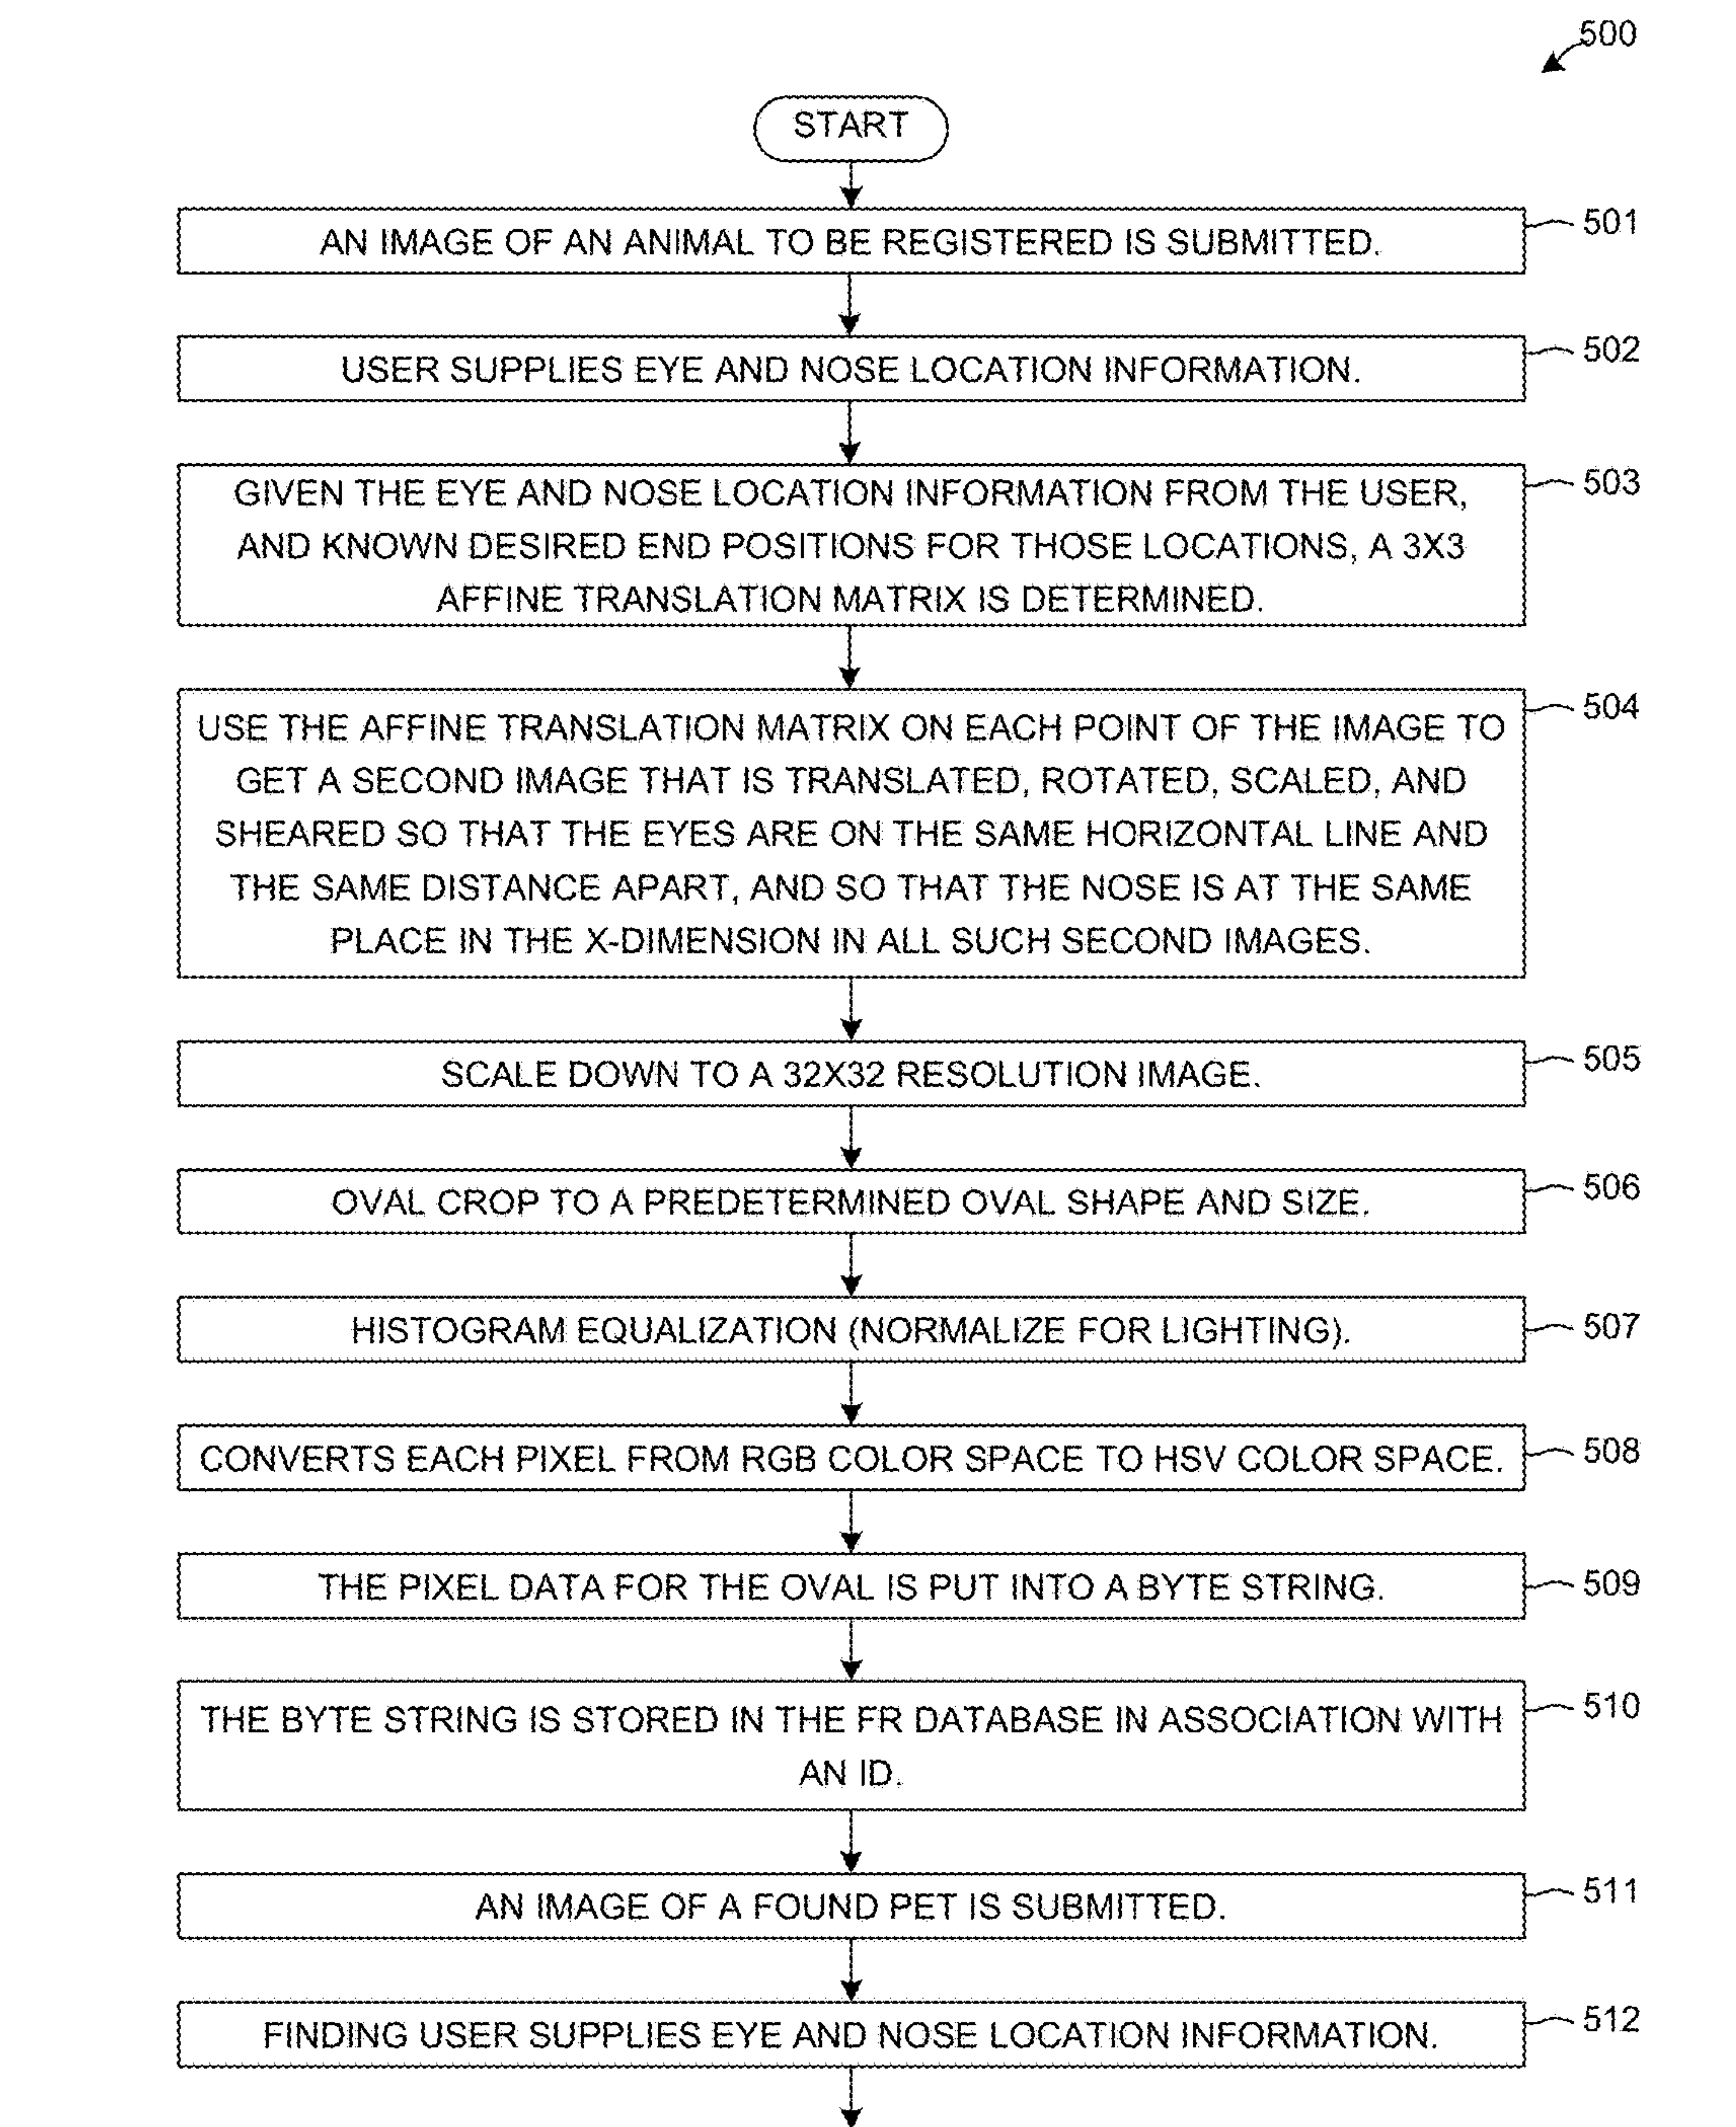 500
START
AN IMAGE OF AN ANIMAL TO BE REGISTERED IS SUBMITTED.
501
USER SUPPLIES EYE AND NOSE LOCATION INFORMATION.
502
GIVEN THE EYE AND NOSE LOCATION INFORMATION FROM THE USER,
AND KNOWN DESIRED END POSITIONS FOR THOSE LOCATIONS, A 3X3
AFFINE TRANSLATION MATRIX IS DETERMINED.
503
USE THE AFFINE TRANSLATION MATRIX ON EACH POINT OF THE IMAGE TO
GET A SECOND IMAGE THAT IS TRANSLATED, ROTATED, SCALED, AND
SHEARED SO THAT THE EYES ARE ON THE SAME HORIZONTAL LINE AND
THE SAME DISTANCE APART, AND SO THAT THE NOSE IS AT THE SAME
PLACE IN THE X-DIMENSION IN ALL SUCH SECOND IMAGES.
504
SCALE DOWN TO A 32X32 RESOLUTION IMAGE.
505
OVAL CROP TO A PREDETERMINED OVAL SHAPE AND SIZE.
506
HISTOGRAM EQUALIZATION (NORMALIZE FOR LIGHTING).
507
CONVERTS EACH PIXEL FROM RGB COLOR SPACE TO HSV COLOR SPACE.
508
THE PIXEL DATA FOR THE OVAL IS PUT INTO A BYTE STRING.
509
THE BYTE STRING IS STORED IN THE FR DATABASE IN ASSOCIATION WITH
AN ID.
510
AN IMAGE OF A FOUND PET IS SUBMITTED.
511
FINDING USER SUPPLIES EYE AND NOSE LOCATION INFORMATION.
512